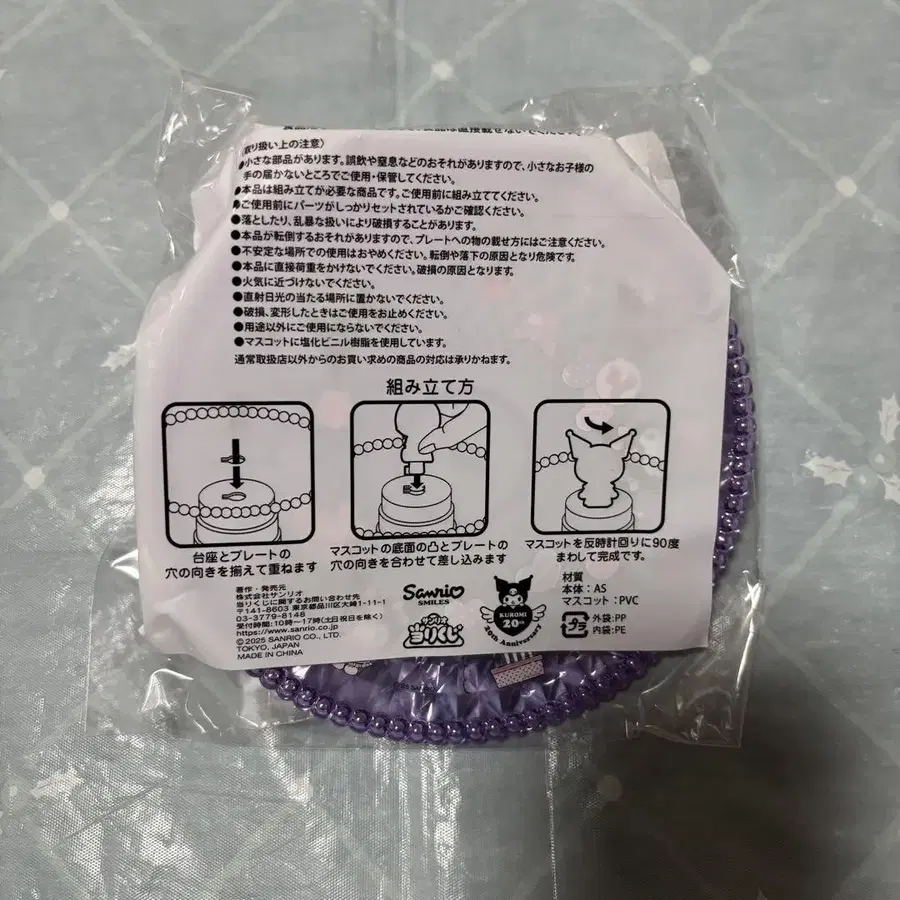 載せないでください。
(取り扱い上の注意)
●小さな部品があります。誤飲や窒息などのおそれがありますので、小さなお子様の
手の届かないところでご使用・保管してください。
●本品は組み立てが必要な商品です。ご使用前に組み立ててください。
●ご使用前にパーツがしっかりセットされているかご確認ください。
●落としたり、乱暴な扱いにより破損することがあります。
●本品が転倒するおそれがありますので、プレートへの物の載せ方にはご注意ください。
●不安定な場所での使用はおやめください。転倒や落下の原因となり危険です。
●本品に直接荷重をかけないでください。破損の原因となります。
●火気に近づけないでください。
●直射日光の当たる場所に置かないでください。
●破損、変形したときはご使用をお止めください。
●用途以外にご使用にならないでください。
●マスコットに塩化ビニル樹脂を使用しています。
通常取扱店以外からのお買い求めの商品の対応は承りかねます。
組み立て方
台座とプレートの
穴の向きを揃えて重ねます
マスコットの底面の凸とプレートの
穴の向きを合わせて差し込みます
マスコットを反時計回りに90度
まわして完成です。
著作・発売元
株式会社サンリオ
当りくじに関するお問い合わせ先
〒141-8603 東京都品川区大崎1-11-1
03-3779-8148
受付時間:10時〜17時(土日祝日を除く)
https://www.sanrio.co.jp
©2025 SANRIO CO., LTD.
TOKYO, JAPAN
MADE IN CHINA
Sanrio
SMILES
サンリオ
当りくじ
KUROMI
20th
20th Anniversary
材質
本体:AS
マスコット:PVC
プラ
外袋:PP
内袋:PE